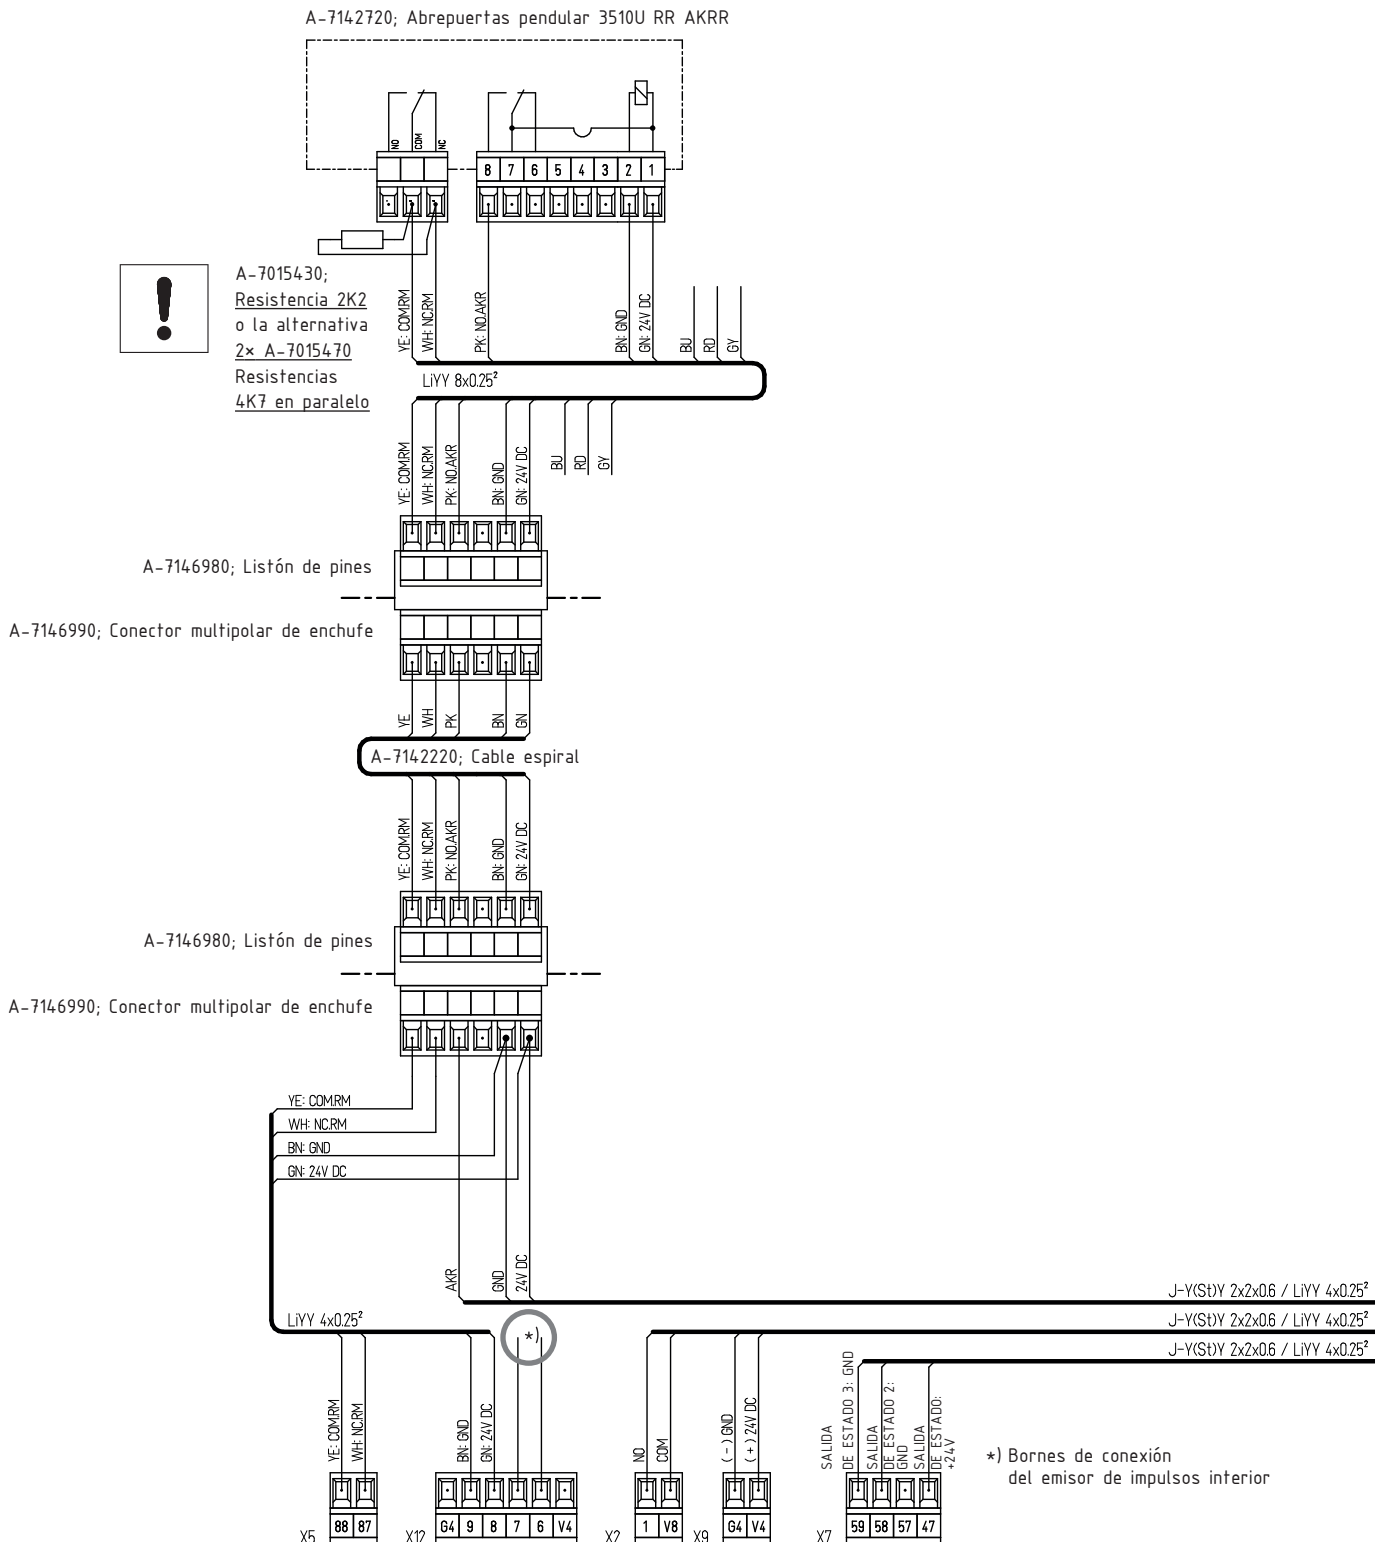 A-7142720; Abrepuertas pendular 3510U RR AKRR
NO
COM
NC
8 7 6 5 4 3 2 1
A-7015430;
Resistencia 2K2
o la alternativa
2x A-7015470
Resistencias
4K7 en paralelo
YE: COM.RM
WH: NC.RM
PK: NO.AKR
BN: GND
GN: 24V DC
BU
RD
GY
LiYY 8x0.25²
YE: COM.RM
WH: NC.RM
PK: NO.AKR
BN: GND
GN: 24V DC
BU
RD
GY
A-7146980; Listón de pines
A-7146990; Conector multipolar de enchufe
YE
WH
PK
BN
GN
A-7142220; Cable espiral
YE: COM.RM
WH: NC.RM
PK: NO.AKR
BN: GND
GN: 24V DC
A-7146980; Listón de pines
A-7146990; Conector multipolar de enchufe
YE: COM.RM
WH: NC.RM
BN: GND
GN: 24V DC
AKR
GND
24V DC
J-Y(St)Y 2x2x0.6 / LiYY 4x0.25²
LiYY 4x0.25²
*)
J-Y(St)Y 2x2x0.6 / LiYY 4x0.25²
J-Y(St)Y 2x2x0.6 / LiYY 4x0.25²
YE: COM.RM
WH: NC.RM
BN: GND
GN: 24V DC
NO
COM
( - ) GND
( + ) 24V DC
SALIDA
DE ESTADO 3: GND
SALIDA
DE ESTADO 2:
GND
SALIDA
DE ESTADO:
+24V
*) Bornes de conexión
del emisor de impulsos interior
X5 88 87
X12 G4 9 8 7 6 V4
X2 1 V8
X9 G4 V4
X7 59 58 57 47